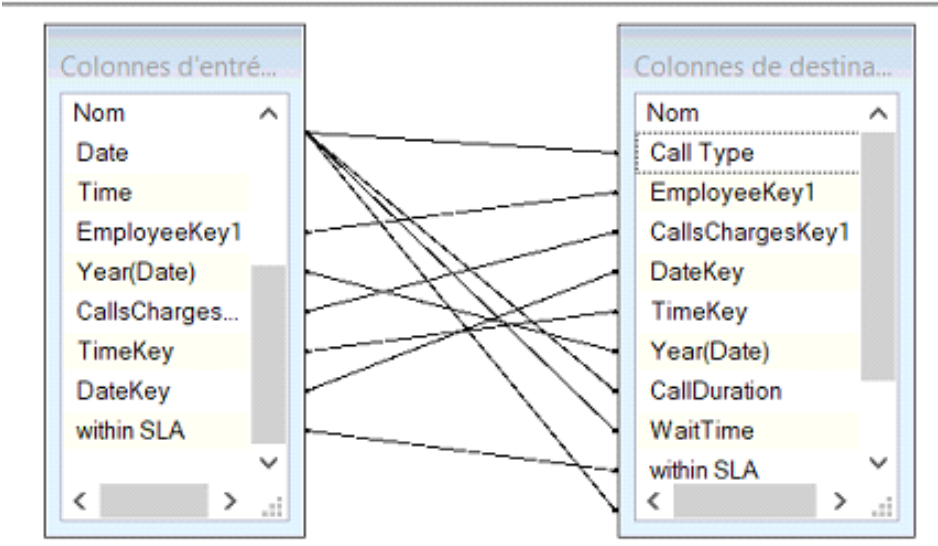 Colonnes d'entré...
Nom
Date
Time
EmployeeKey1
Year(Date)
CallsCharges...
TimeKey
DateKey
within SLA
Colonnes de destina...
Nom
Call Type
EmployeeKey1
CallsChargesKey1
DateKey
TimeKey
Year(Date)
CallDuration
WaitTime
within SLA